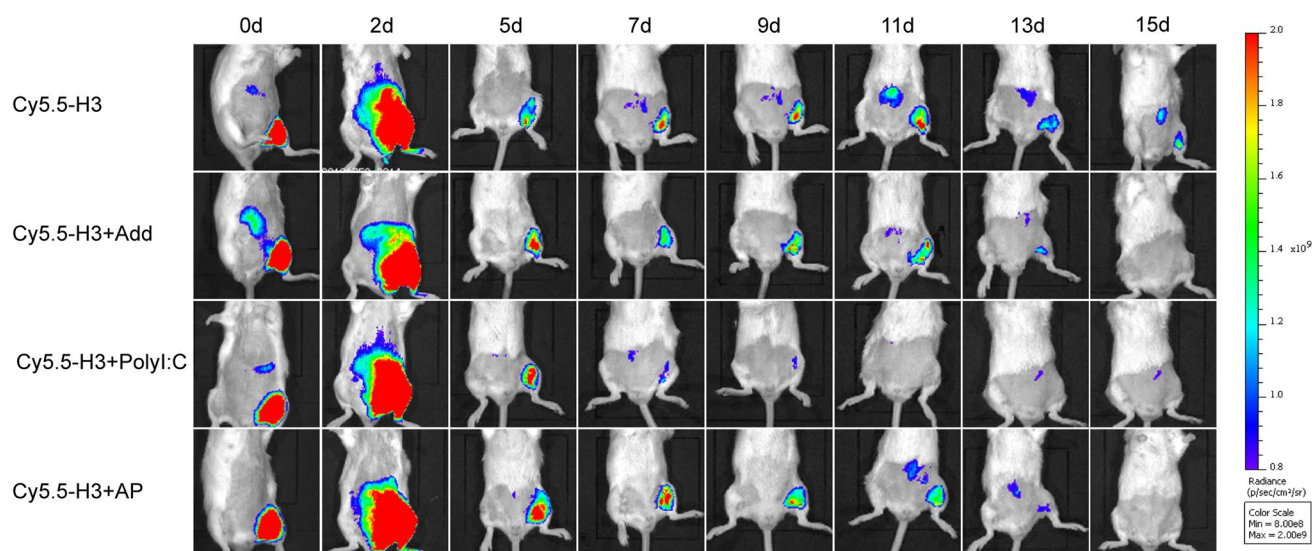 0d 2d 5d 7d 9d 11d 13d 15d
Cy5.5-H3
Cy5.5-H3+Add
Cy5.5-H3+PolyI:C
Cy5.5-H3+AP
2.0
1.8
1.6
1.4
x10⁹
1.2
1.0
0.8
Radiance
(p/sec/cm²/sr)
Color Scale
Min = 8.00e8
Max = 2.00e9